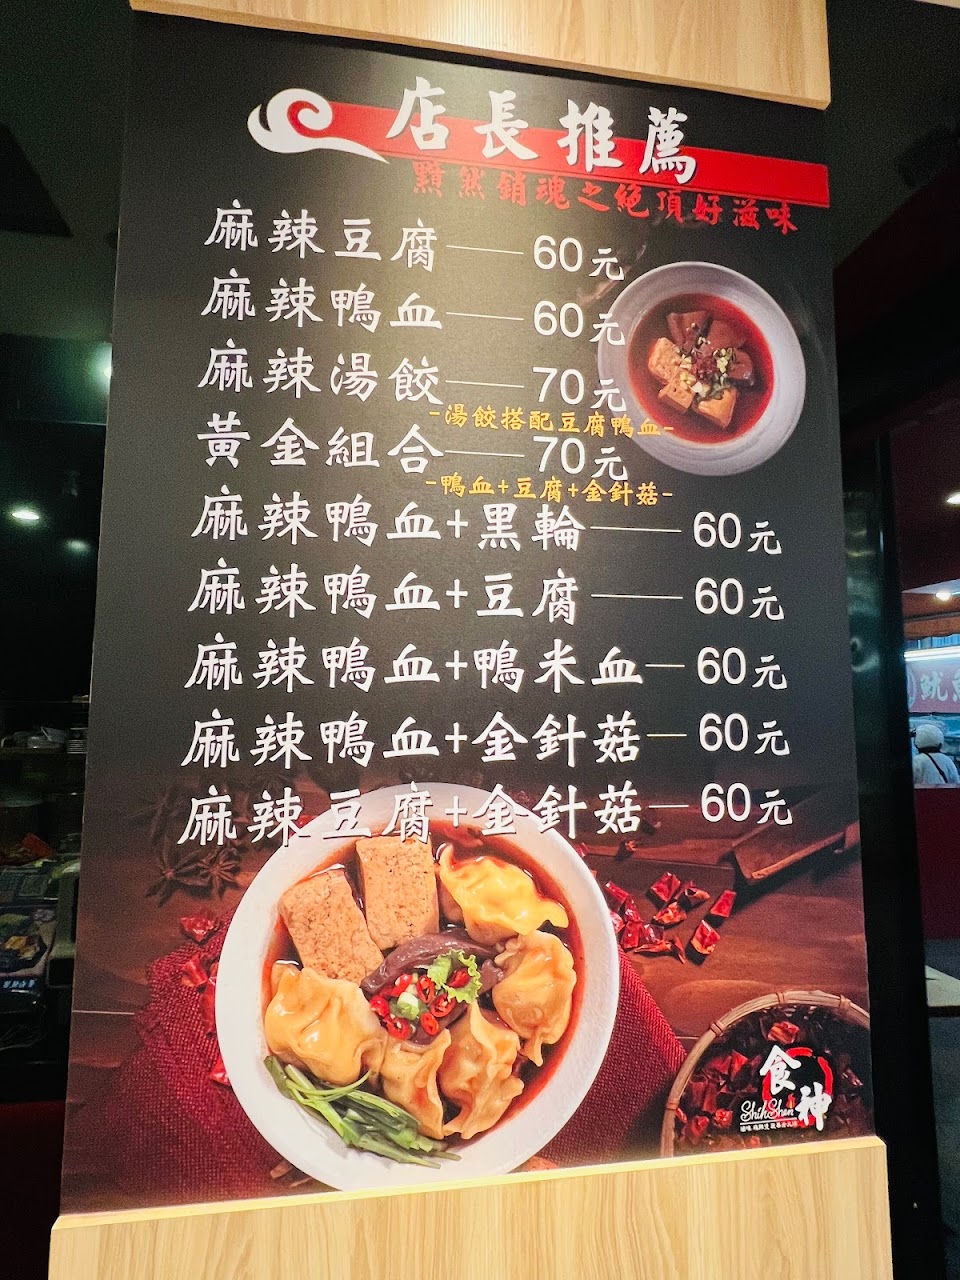 店長推薦
黯然銷魂之絕頂好滋味
麻辣豆腐——60元
麻辣鴨血——60元
麻辣湯餃——70元
-湯餃搭配豆腐鴨血-
黃金組合——70元
-鴨血+豆腐+金針菇-
麻辣鴨血+黑輪——60元
麻辣鴨血+豆腐——60元
麻辣鴨血+鴨米血—60元
麻辣鴨血+金針菇—60元
麻辣豆腐+金針菇—60元
食神
ShihShen
魷